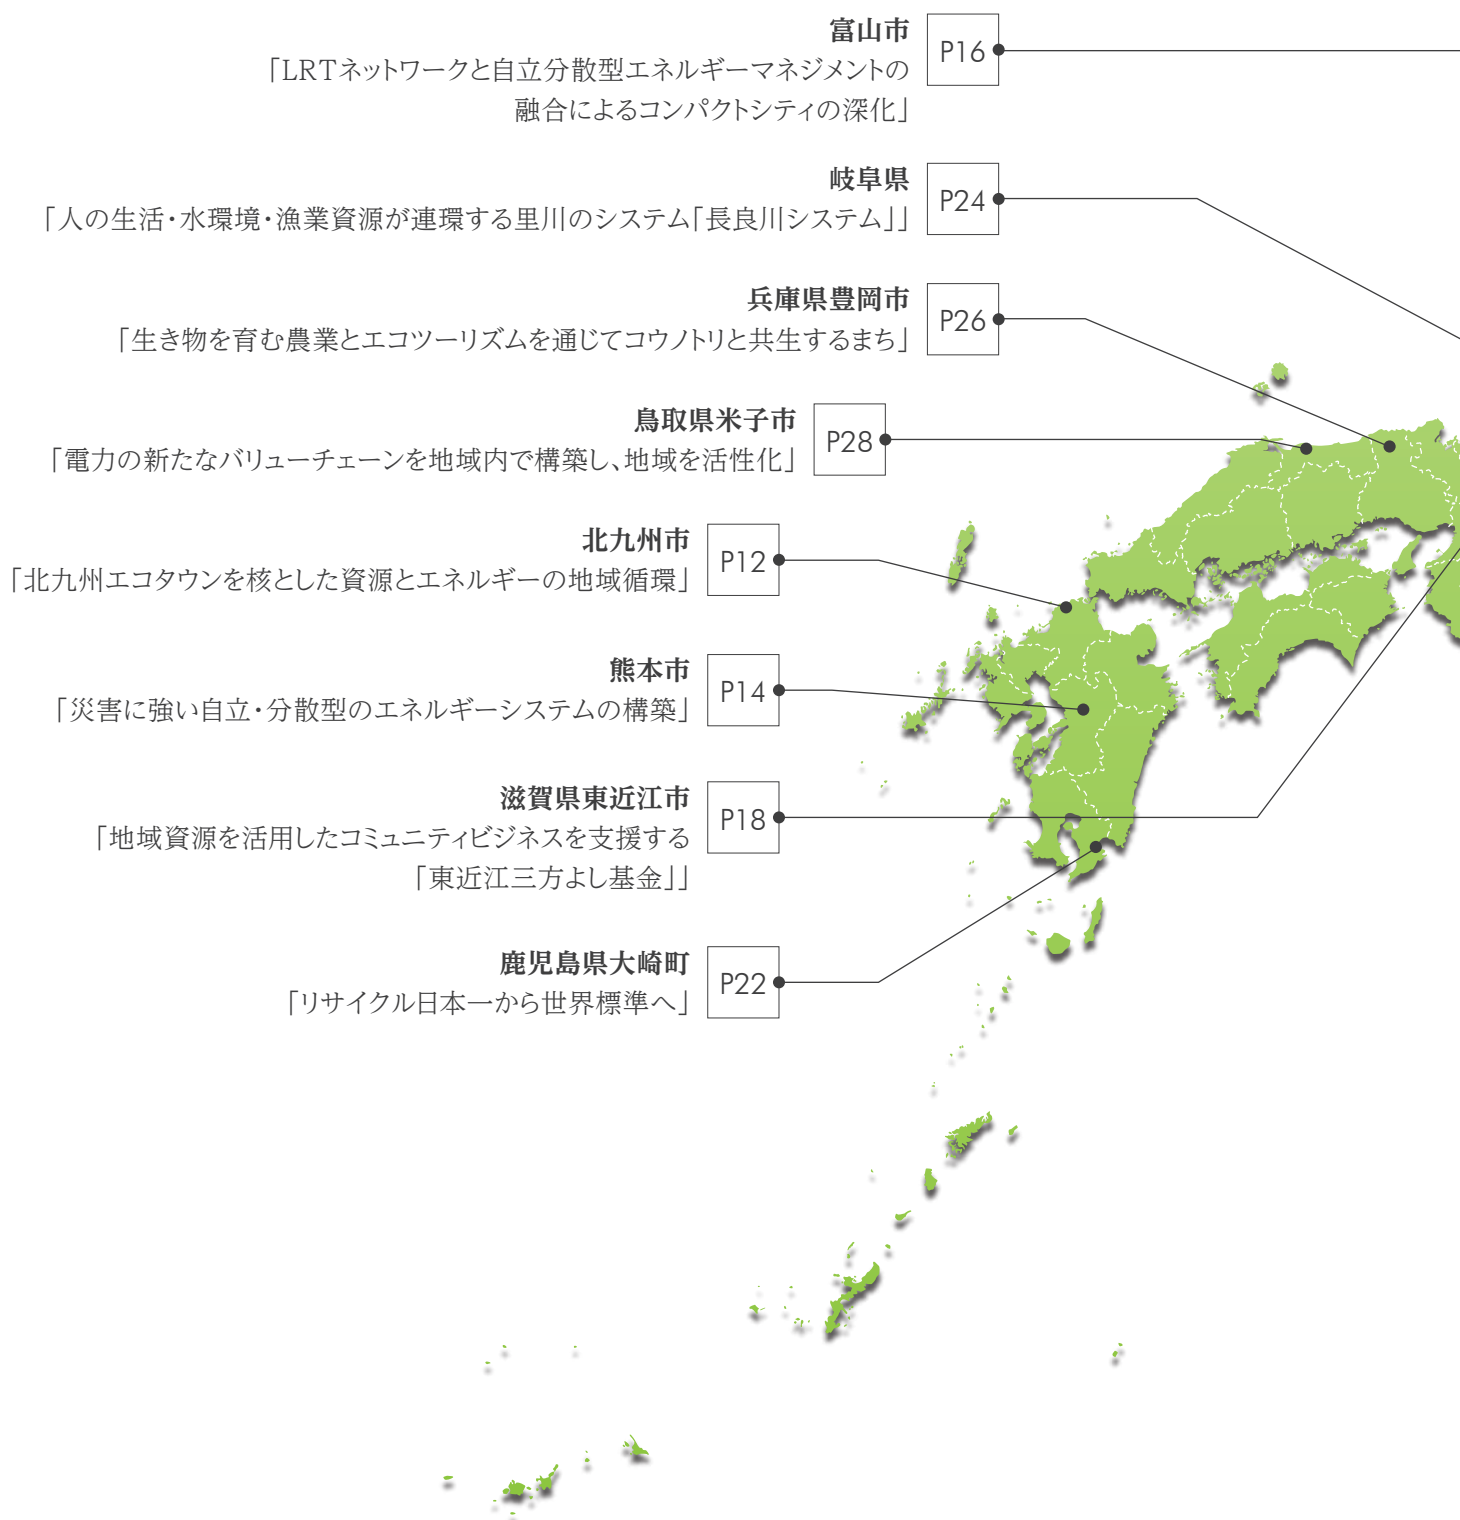 富山市
P16
「LRTネットワークと自立分散型エネルギーマネジメントの
融合によるコンパクトシティの深化」
岐阜県
P24
「人の生活・水環境・漁業資源が連環する里川のシステム「長良川システム」」
兵庫県豊岡市
P26
「生き物を育む農業とエコツーリズムを通じてコウノトリと共生するまち」
鳥取県米子市
P28
「電力の新たなバリューチェーンを地域内で構築し、地域を活性化」
北九州市
P12
「北九州エコタウンを核とした資源とエネルギーの地域循環」
熊本市
P14
「災害に強い自立・分散型のエネルギーシステムの構築」
滋賀県東近江市
P18
「地域資源を活用したコミュニティビジネスを支援する
「東近江三方よし基金」」
鹿児島県大崎町
P22
「リサイクル日本一から世界標準へ」